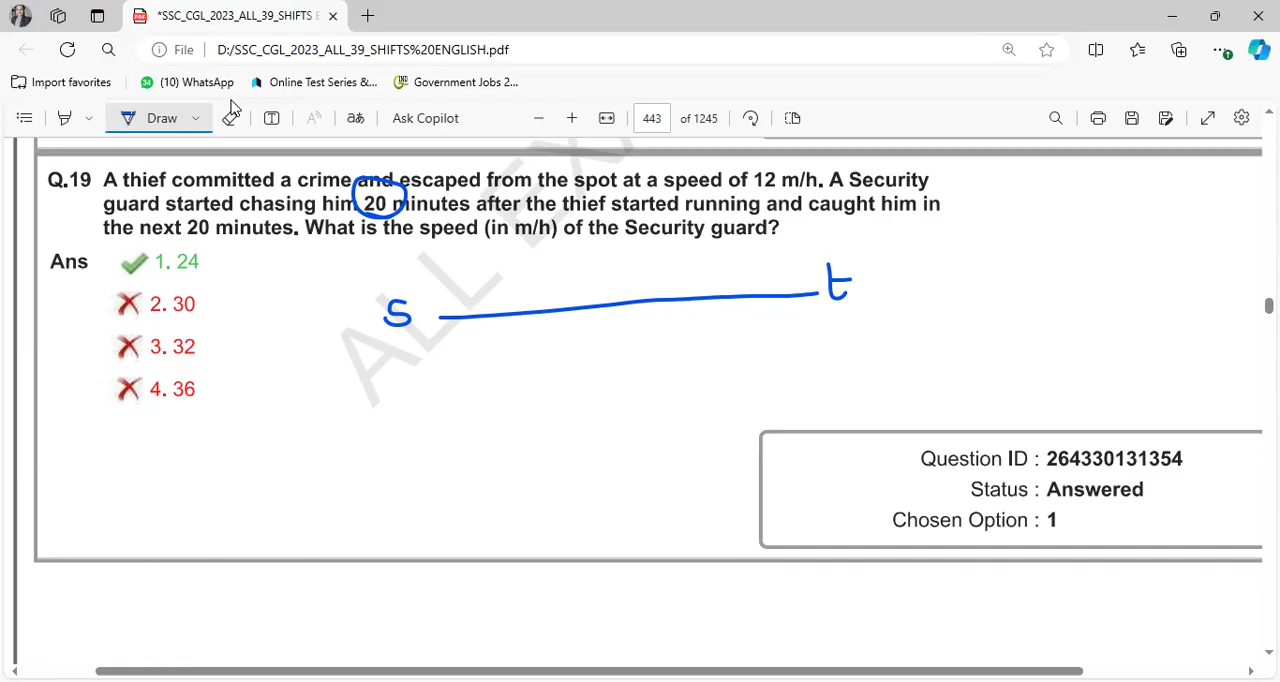 *SSC_CGL_2023_ALL_39_SHIFTS E
File D:/SSC_CGL_2023_ALL_39_SHIFTS%20ENGLISH.pdf
Import favorites (10) WhatsApp Online Test Series &... Government Jobs 2...
Draw Ask Copilot 443 of 1245
Q.19 A thief committed a crime and escaped from the spot at a speed of 12 m/h. A Security
guard started chasing him 20 minutes after the thief started running and caught him in
the next 20 minutes. What is the speed (in m/h) of the Security guard?
Ans 1. 24
2. 30
3. 32
4. 36
S t
ALL EX
Question ID : 264330131354
Status : Answered
Chosen Option : 1